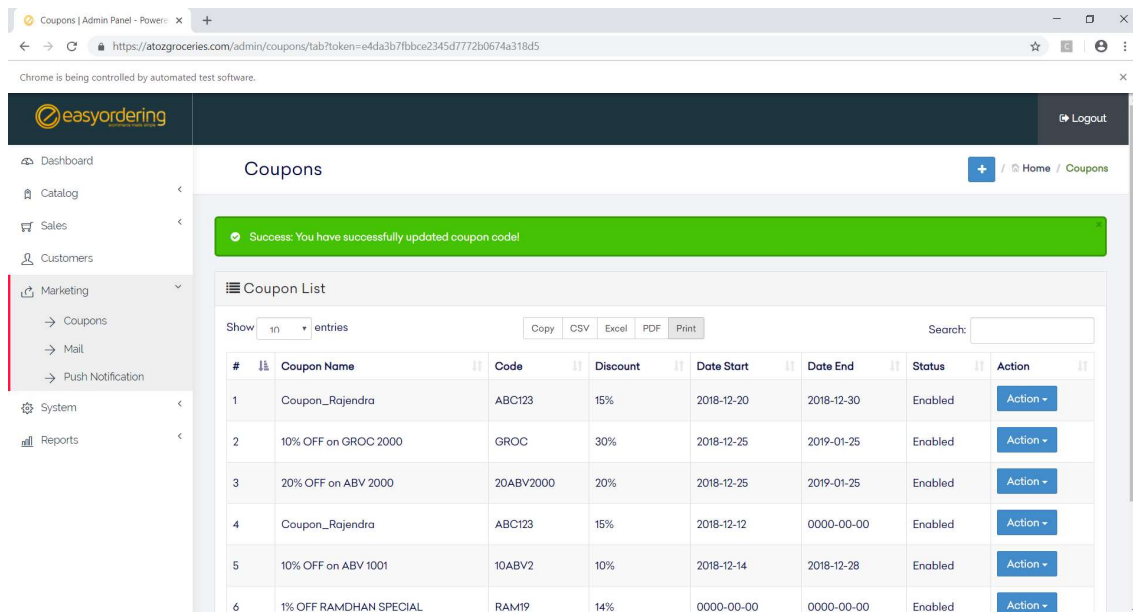 Coupons | Admin Panel - Powere
https://atozgroceries.com/admin/coupons/tab?token=e4da3b7fbbce2345d7772b0674a318d5
Chrome is being controlled by automated test software.
easyordering
Logout
Dashboard
Catalog
Sales
Customers
Marketing
Coupons
Mail
Push Notification
System
Reports
Coupons
+ / Home / Coupons
Success: You have successfully updated coupon code!
Coupon List
Show 10 entries
Copy CSV Excel PDF Print
Search:
# Coupon Name Code Discount Date Start Date End Status Action
1 Coupon_Rajendra ABC123 15% 2018-12-20 2018-12-30 Enabled Action
2 10% OFF on GROC 2000 GROC 30% 2018-12-25 2019-01-25 Enabled Action
3 20% OFF on ABV 2000 20ABV2000 20% 2018-12-25 2019-01-25 Enabled Action
4 Coupon_Rajendra ABC123 15% 2018-12-12 0000-00-00 Enabled Action
5 10% OFF on ABV 1001 10ABV2 10% 2018-12-14 2018-12-28 Enabled Action
6 1% OFF RAMDHAN SPECIAL RAM19 14% 0000-00-00 0000-00-00 Enabled Action